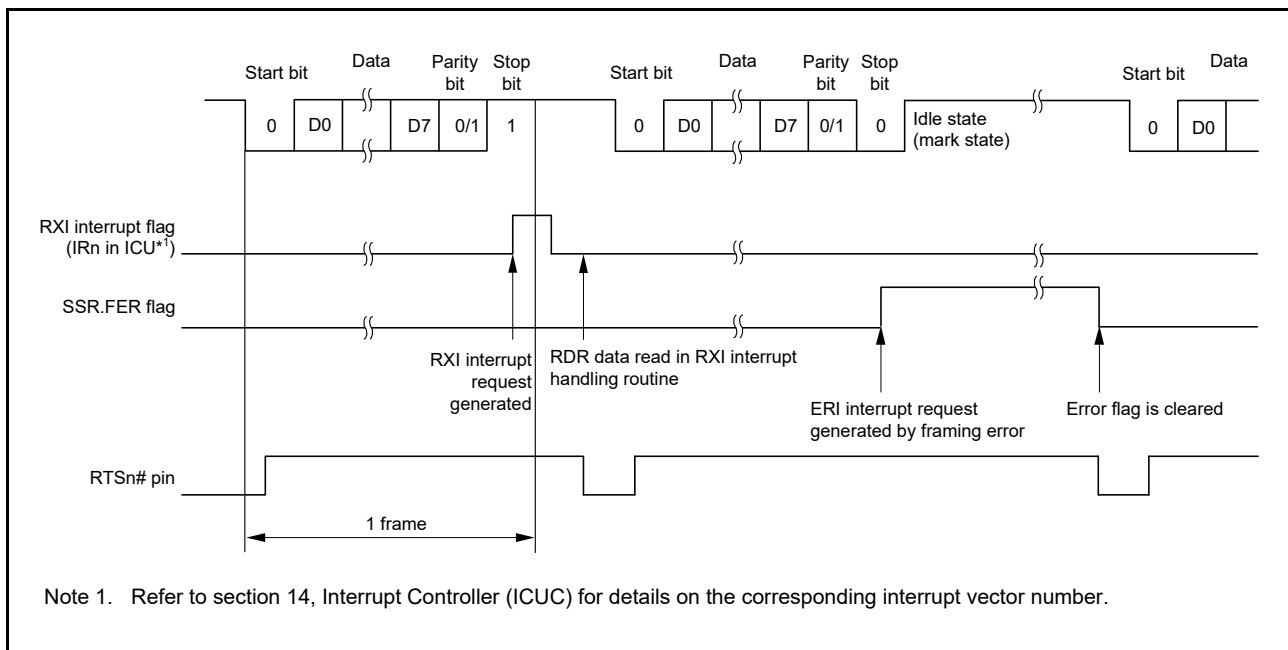 Start bit
Data
Parity
bit
Stop
bit
Start bit
Data
Parity
bit
Stop
bit
Start bit
Data
0 D0 D7 0/1 1
0 D0 D7 0/1 0
Idle state
(mark state)
0 D0
RXI interrupt flag
(IRn in ICU*1)
SSR.FER flag
RXI interrupt
request
generated
RDR data read in RXI interrupt
handling routine
ERI interrupt request
generated by framing error
Error flag is cleared
RTSn# pin
1 frame
Note 1. Refer to section 14, Interrupt Controller (ICUC) for details on the corresponding interrupt vector number.